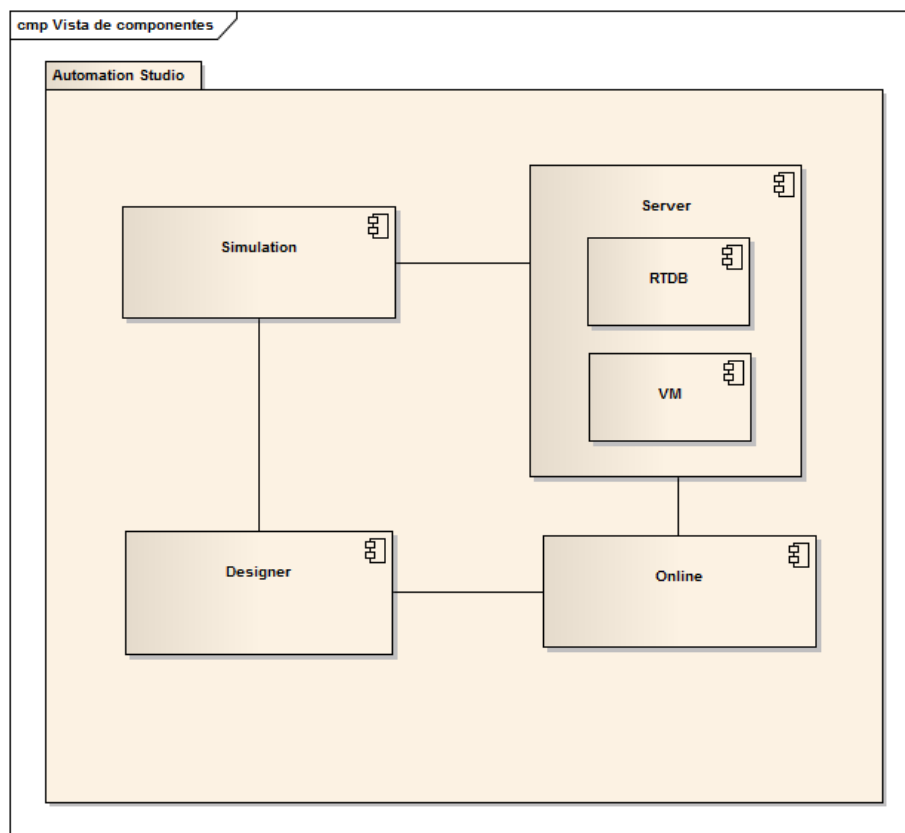 cmp Vista de componentes
Automation Studio
Simulation
Server
RTDB
VM
Designer
Online